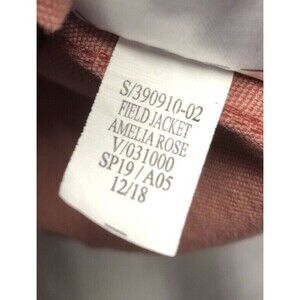 S/390910-02
FIELD JACKET
AMELIA ROSE
V/031000
SP19 / A05
12/18